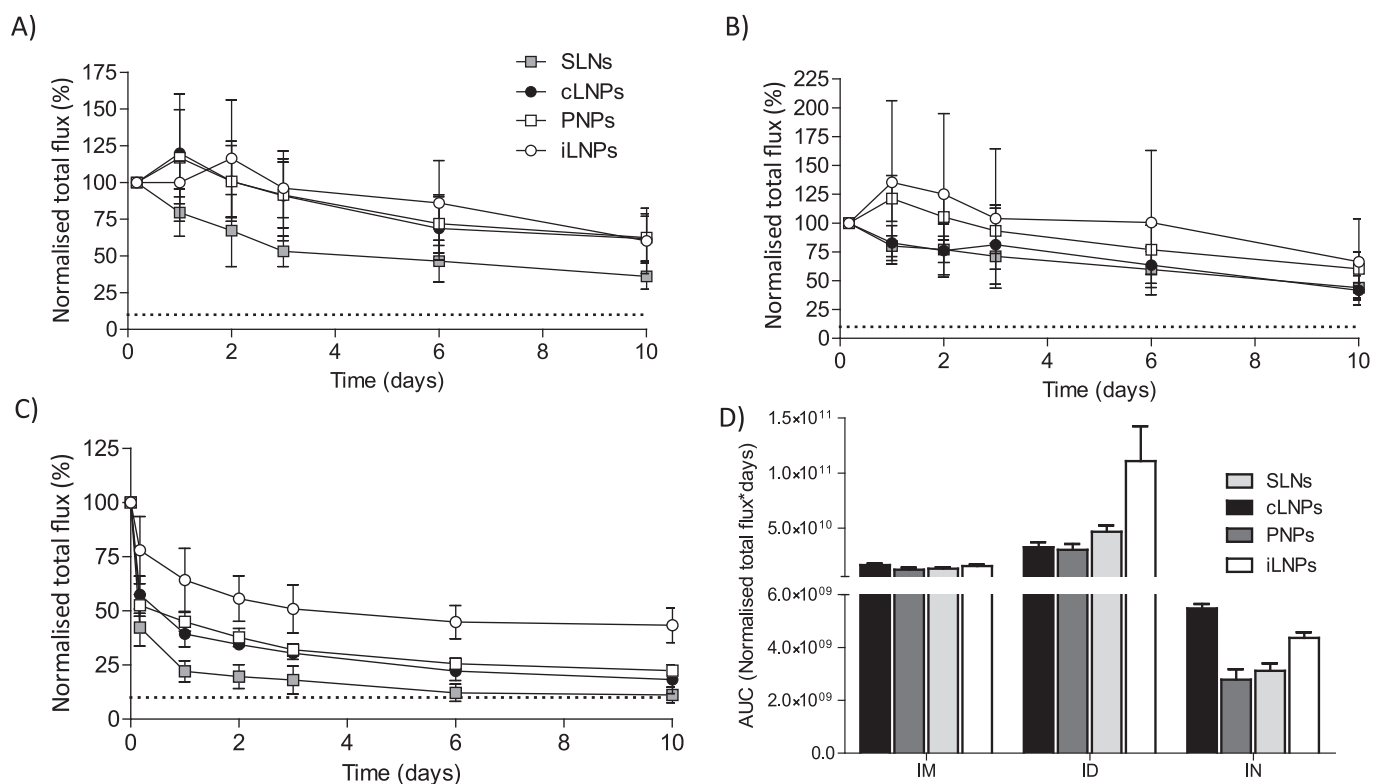 A)
Normalised total flux (%)
175
150
125
100
75
50
25
0
0 2 4 6 8 10
Time (days)
SLNs
cLNPs
PNPs
iLNPs
B)
Normalised total flux (%)
225
200
175
150
125
100
75
50
25
0
0 2 4 6 8 10
Time (days)
C)
Normalised total flux (%)
125
100
75
50
25
0
0 2 4 6 8 10
Time (days)
D)
AUC (Normalised total flux*days)
1.5×10¹¹
1.0×10¹¹
5.0×10¹⁰
6.0×10⁰⁹
4.0×10⁰⁹
2.0×10⁰⁹
0.0
IM ID IN
SLNs
cLNPs
PNPs
iLNPs